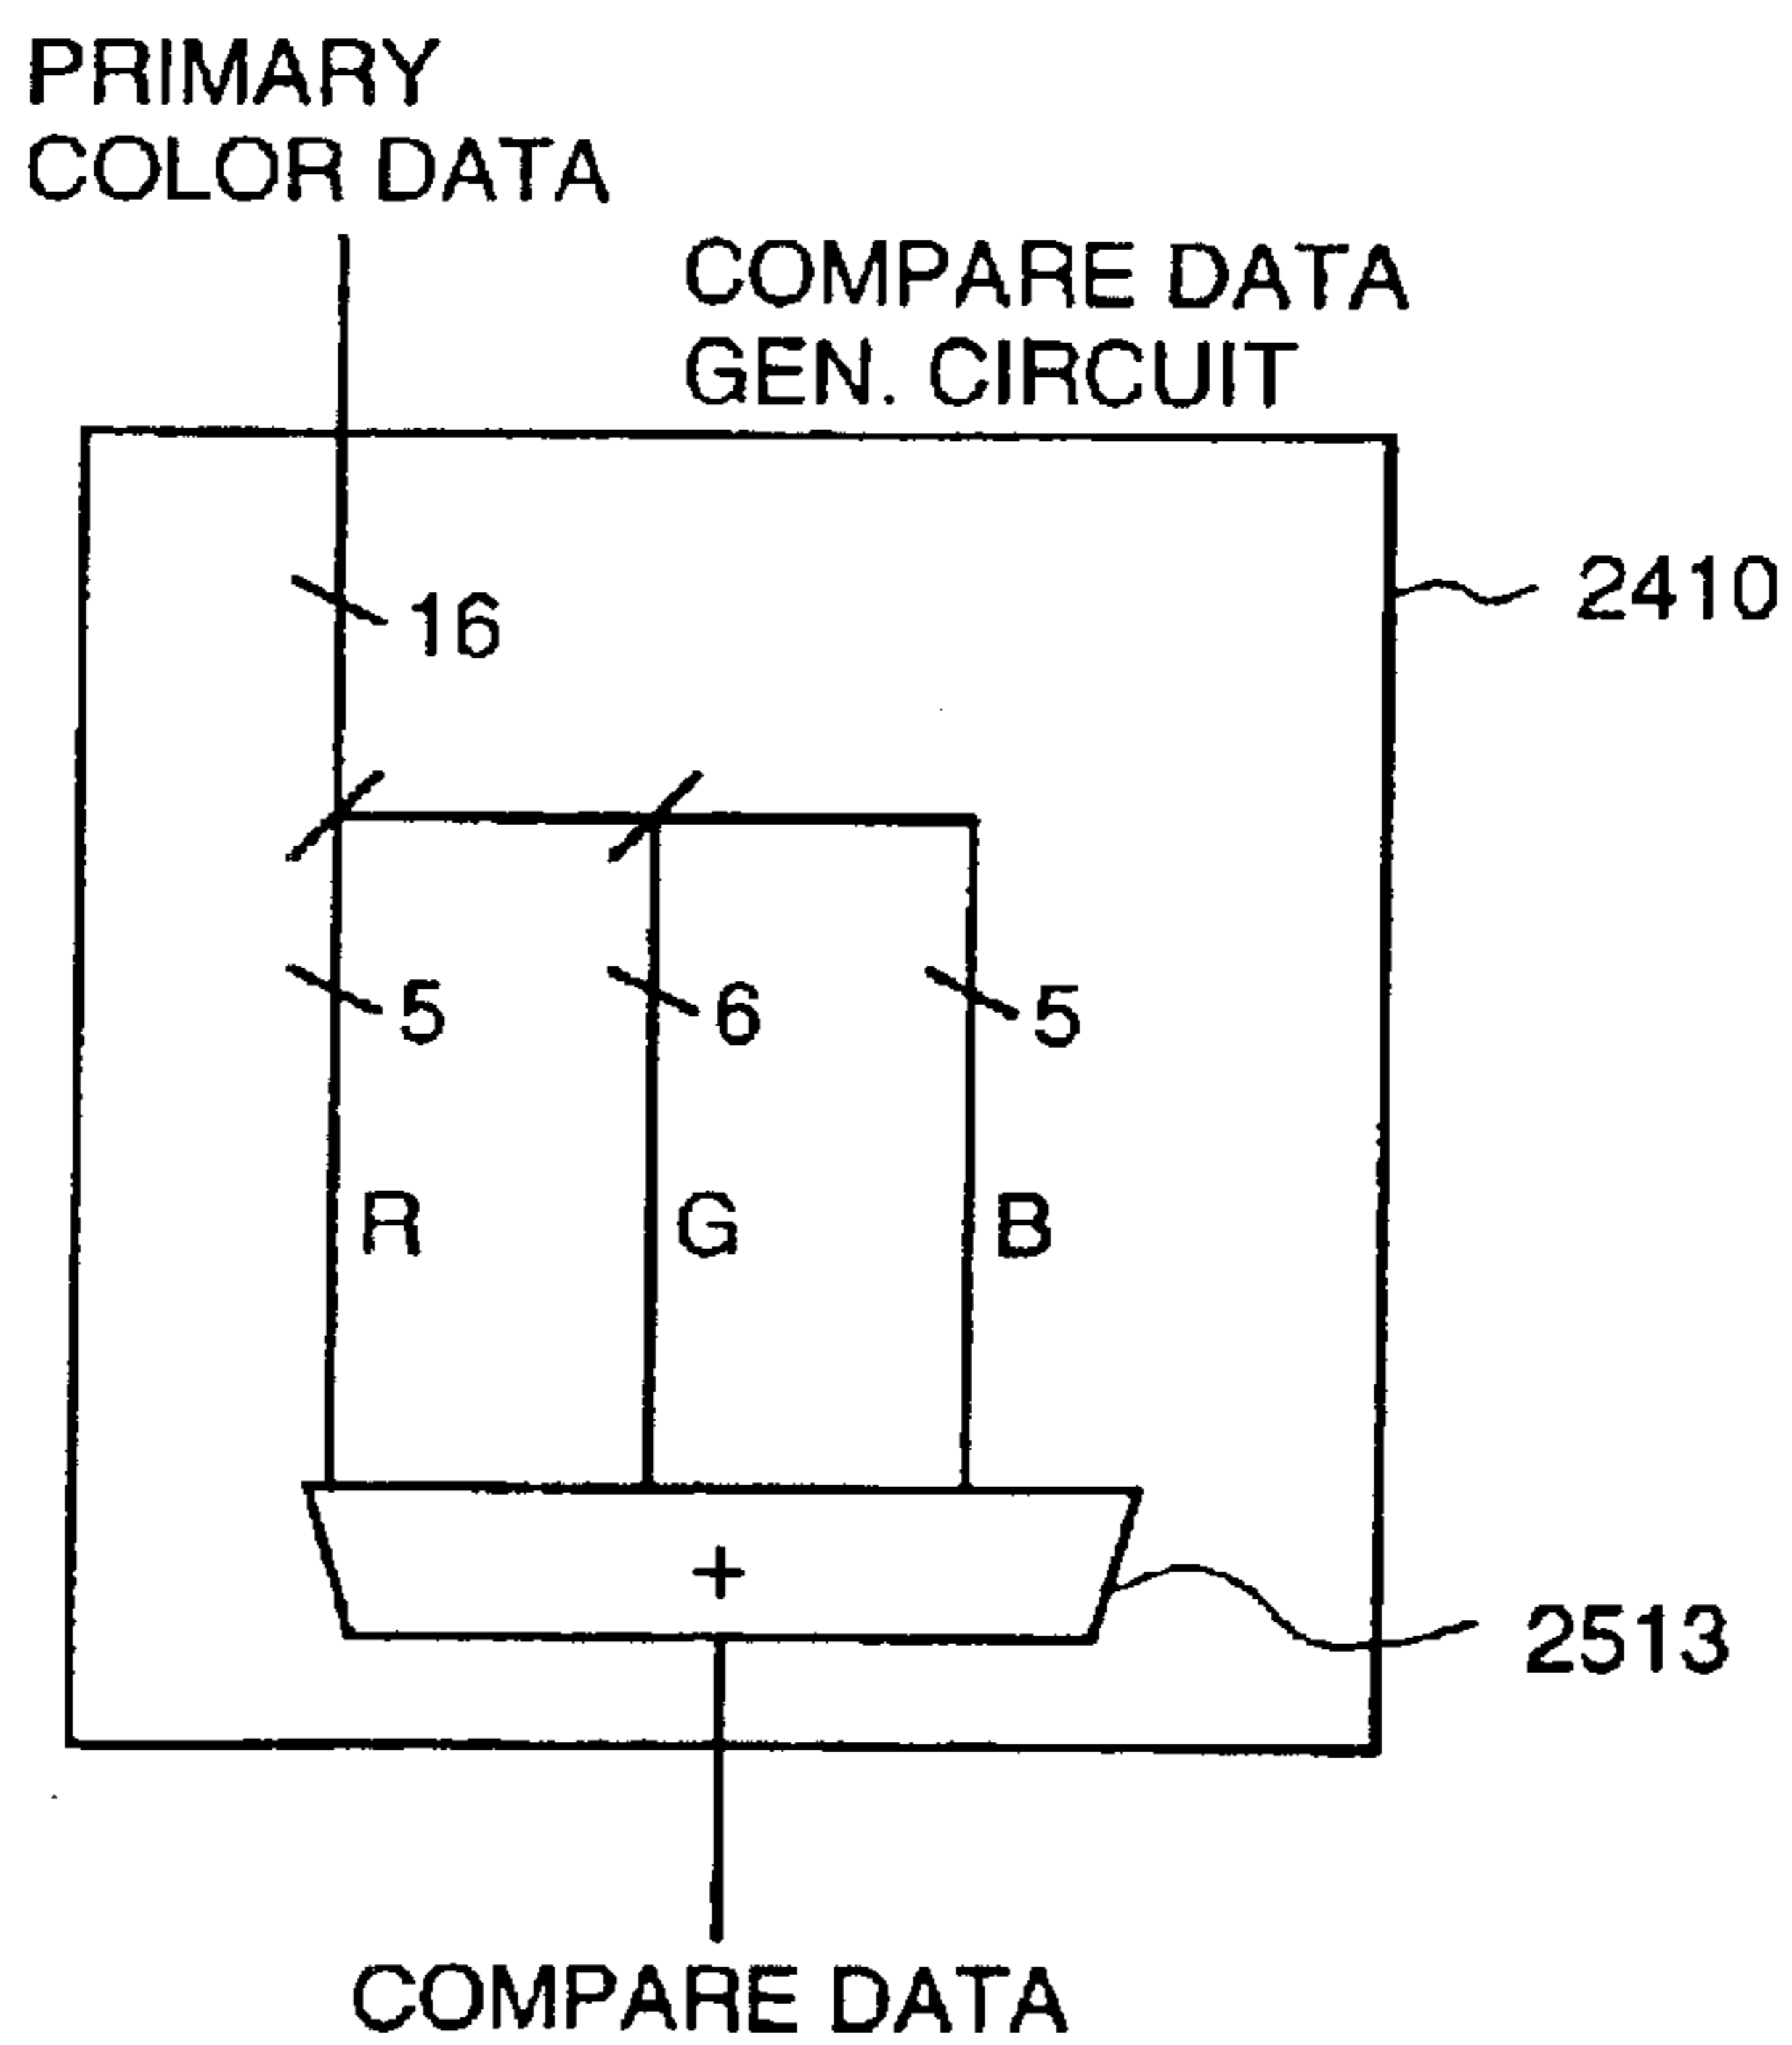 PRIMARY
COLOR DATA
COMPARE DATA
GEN. CIRCUIT
2410
16
5
6
5
R
G
B
+
2513
COMPARE DATA